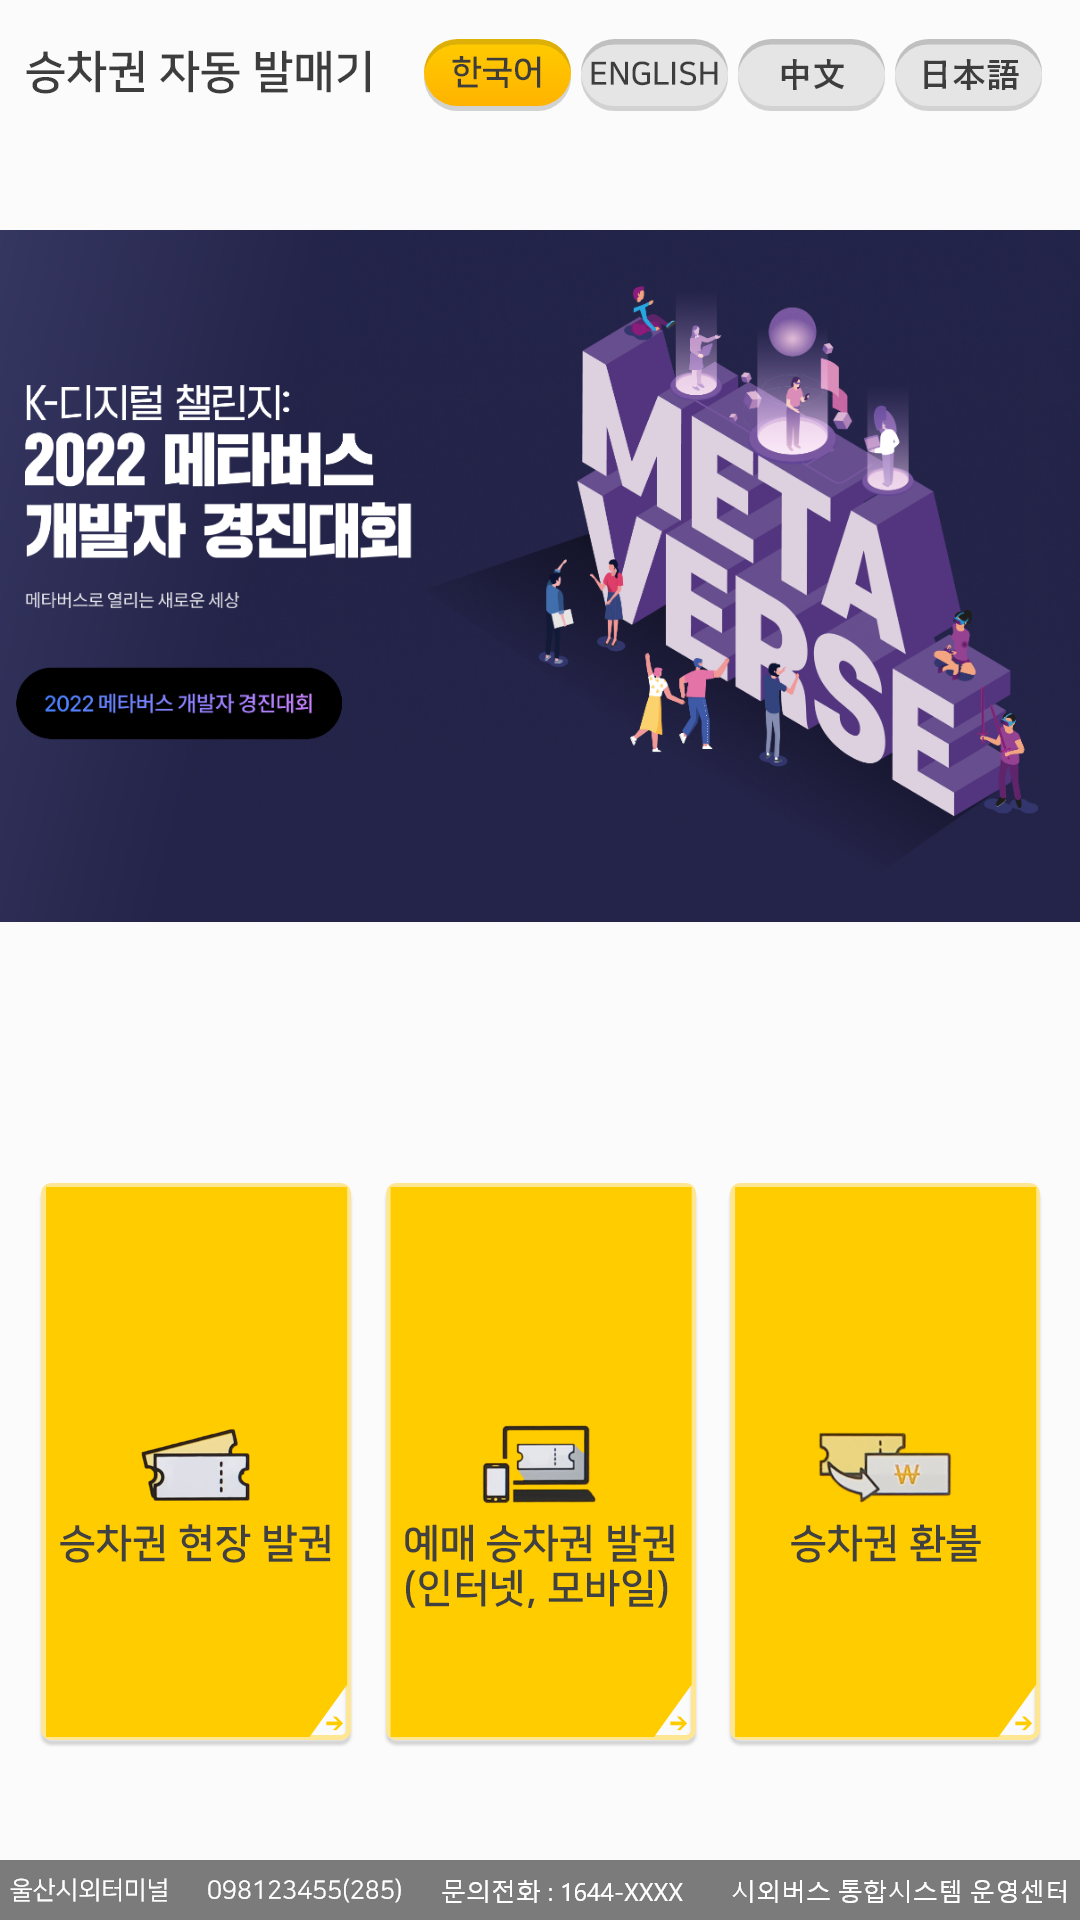 승차권 자동 발매기
한국어
ENGLISH
中文
日本語
K-디지털 챌린지:
2022 메타버스
개발자 경진대회
메타버스로 열리는 새로운 세상
2022 메타버스 개발자 경진대회
META
VERSE
승차권 현장 발권
예매 승차권 발권
(인터넷, 모바일)
₩
승차권 환불
울산시외터미널 098123455(285) 문의전화 : 1644-XXXX 시외버스 통합시스템 운영센터